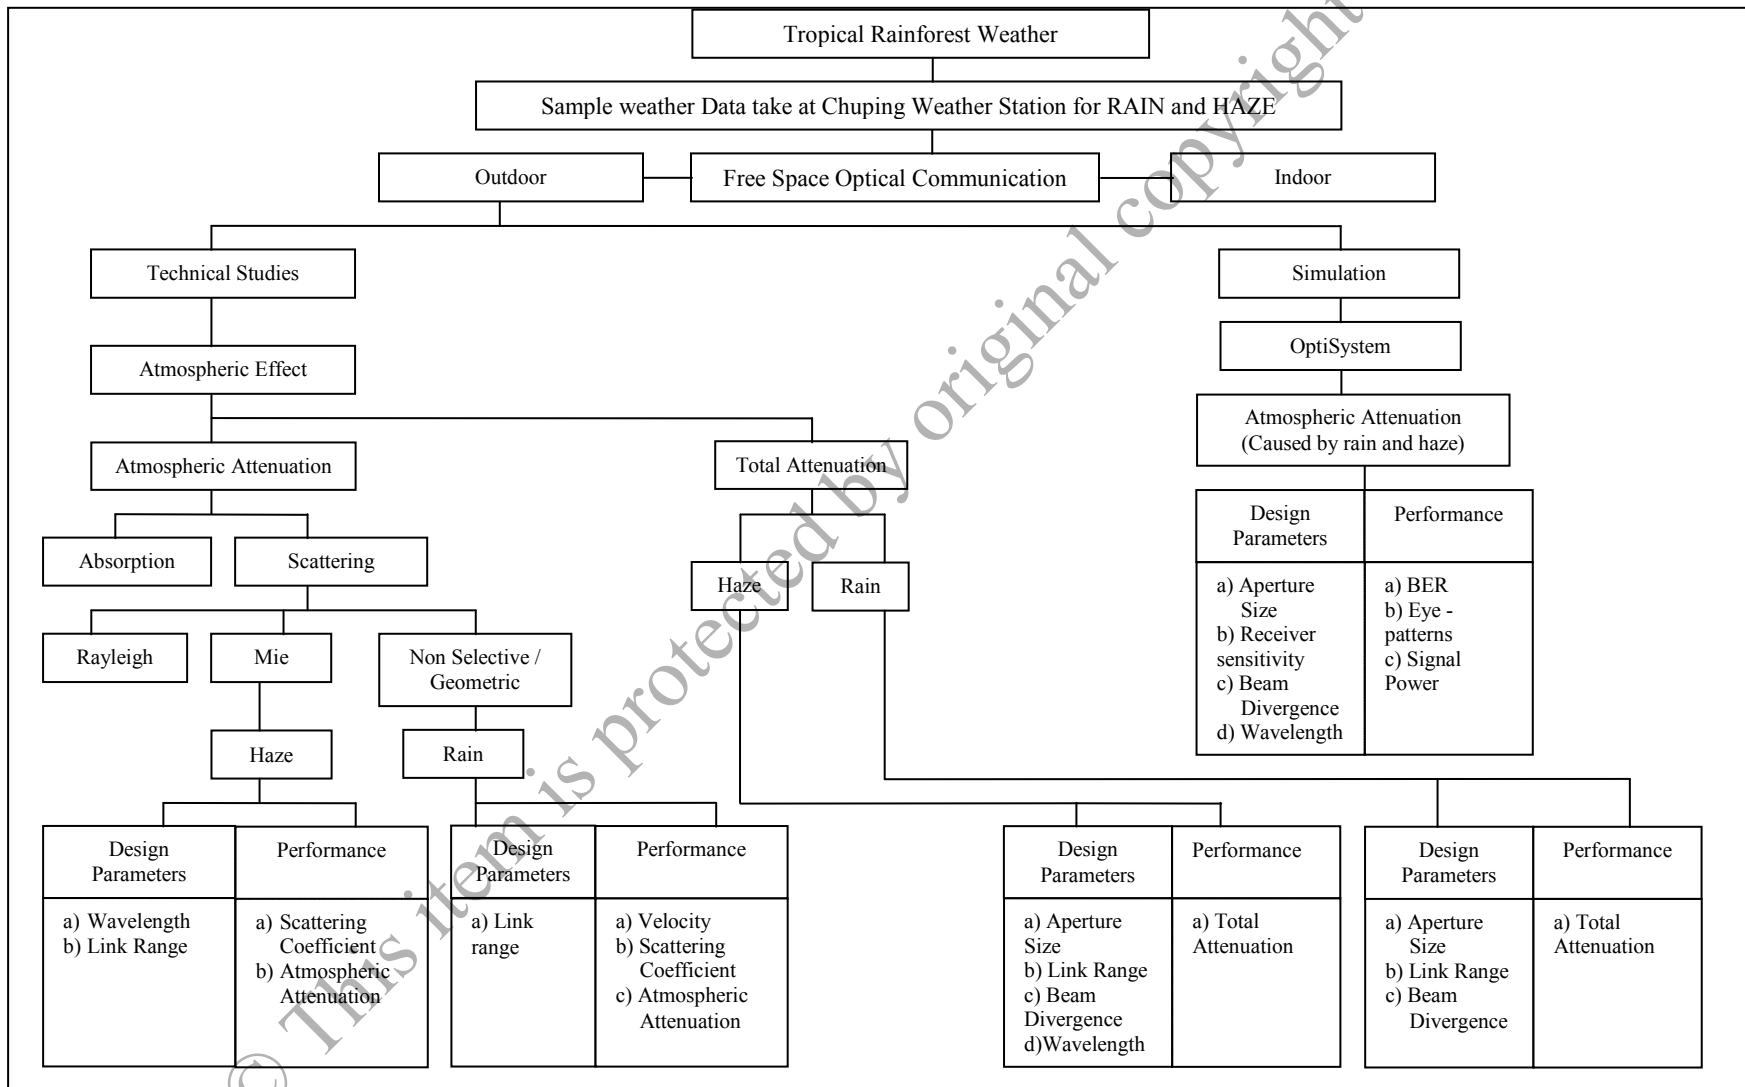 Tropical Rainforest Weather
Sample weather Data take at Chuping Weather Station for RAIN and HAZE
Outdoor
Free Space Optical Communication
Indoor
Technical Studies
Simulation
Atmospheric Effect
OptiSystem
Atmospheric Attenuation
Total Attenuation
Atmospheric Attenuation
(Caused by rain and haze)
Absorption
Scattering
Haze
Rain
Design
Parameters
Performance
a) Aperture
Size
b) Receiver
sensitivity
c) Beam
Divergence
d) Wavelength
a) BER
b) Eye -
patterns
c) Signal
Power
Rayleigh
Mie
Non Selective /
Geometric
Haze
Rain
Design
Parameters
Performance
a) Wavelength
b) Link Range
a) Scattering
Coefficient
b) Atmospheric
Attenuation
Design
Parameters
Performance
a) Link
range
a) Velocity
b) Scattering
Coefficient
c) Atmospheric
Attenuation
Design
Parameters
Performance
a) Aperture
Size
b) Link Range
c) Beam
Divergence
d)Wavelength
a) Total
Attenuation
Design
Parameters
Performance
a) Aperture
Size
b) Link Range
c) Beam
Divergence
a) Total
Attenuation
© This item is protected by original copyright